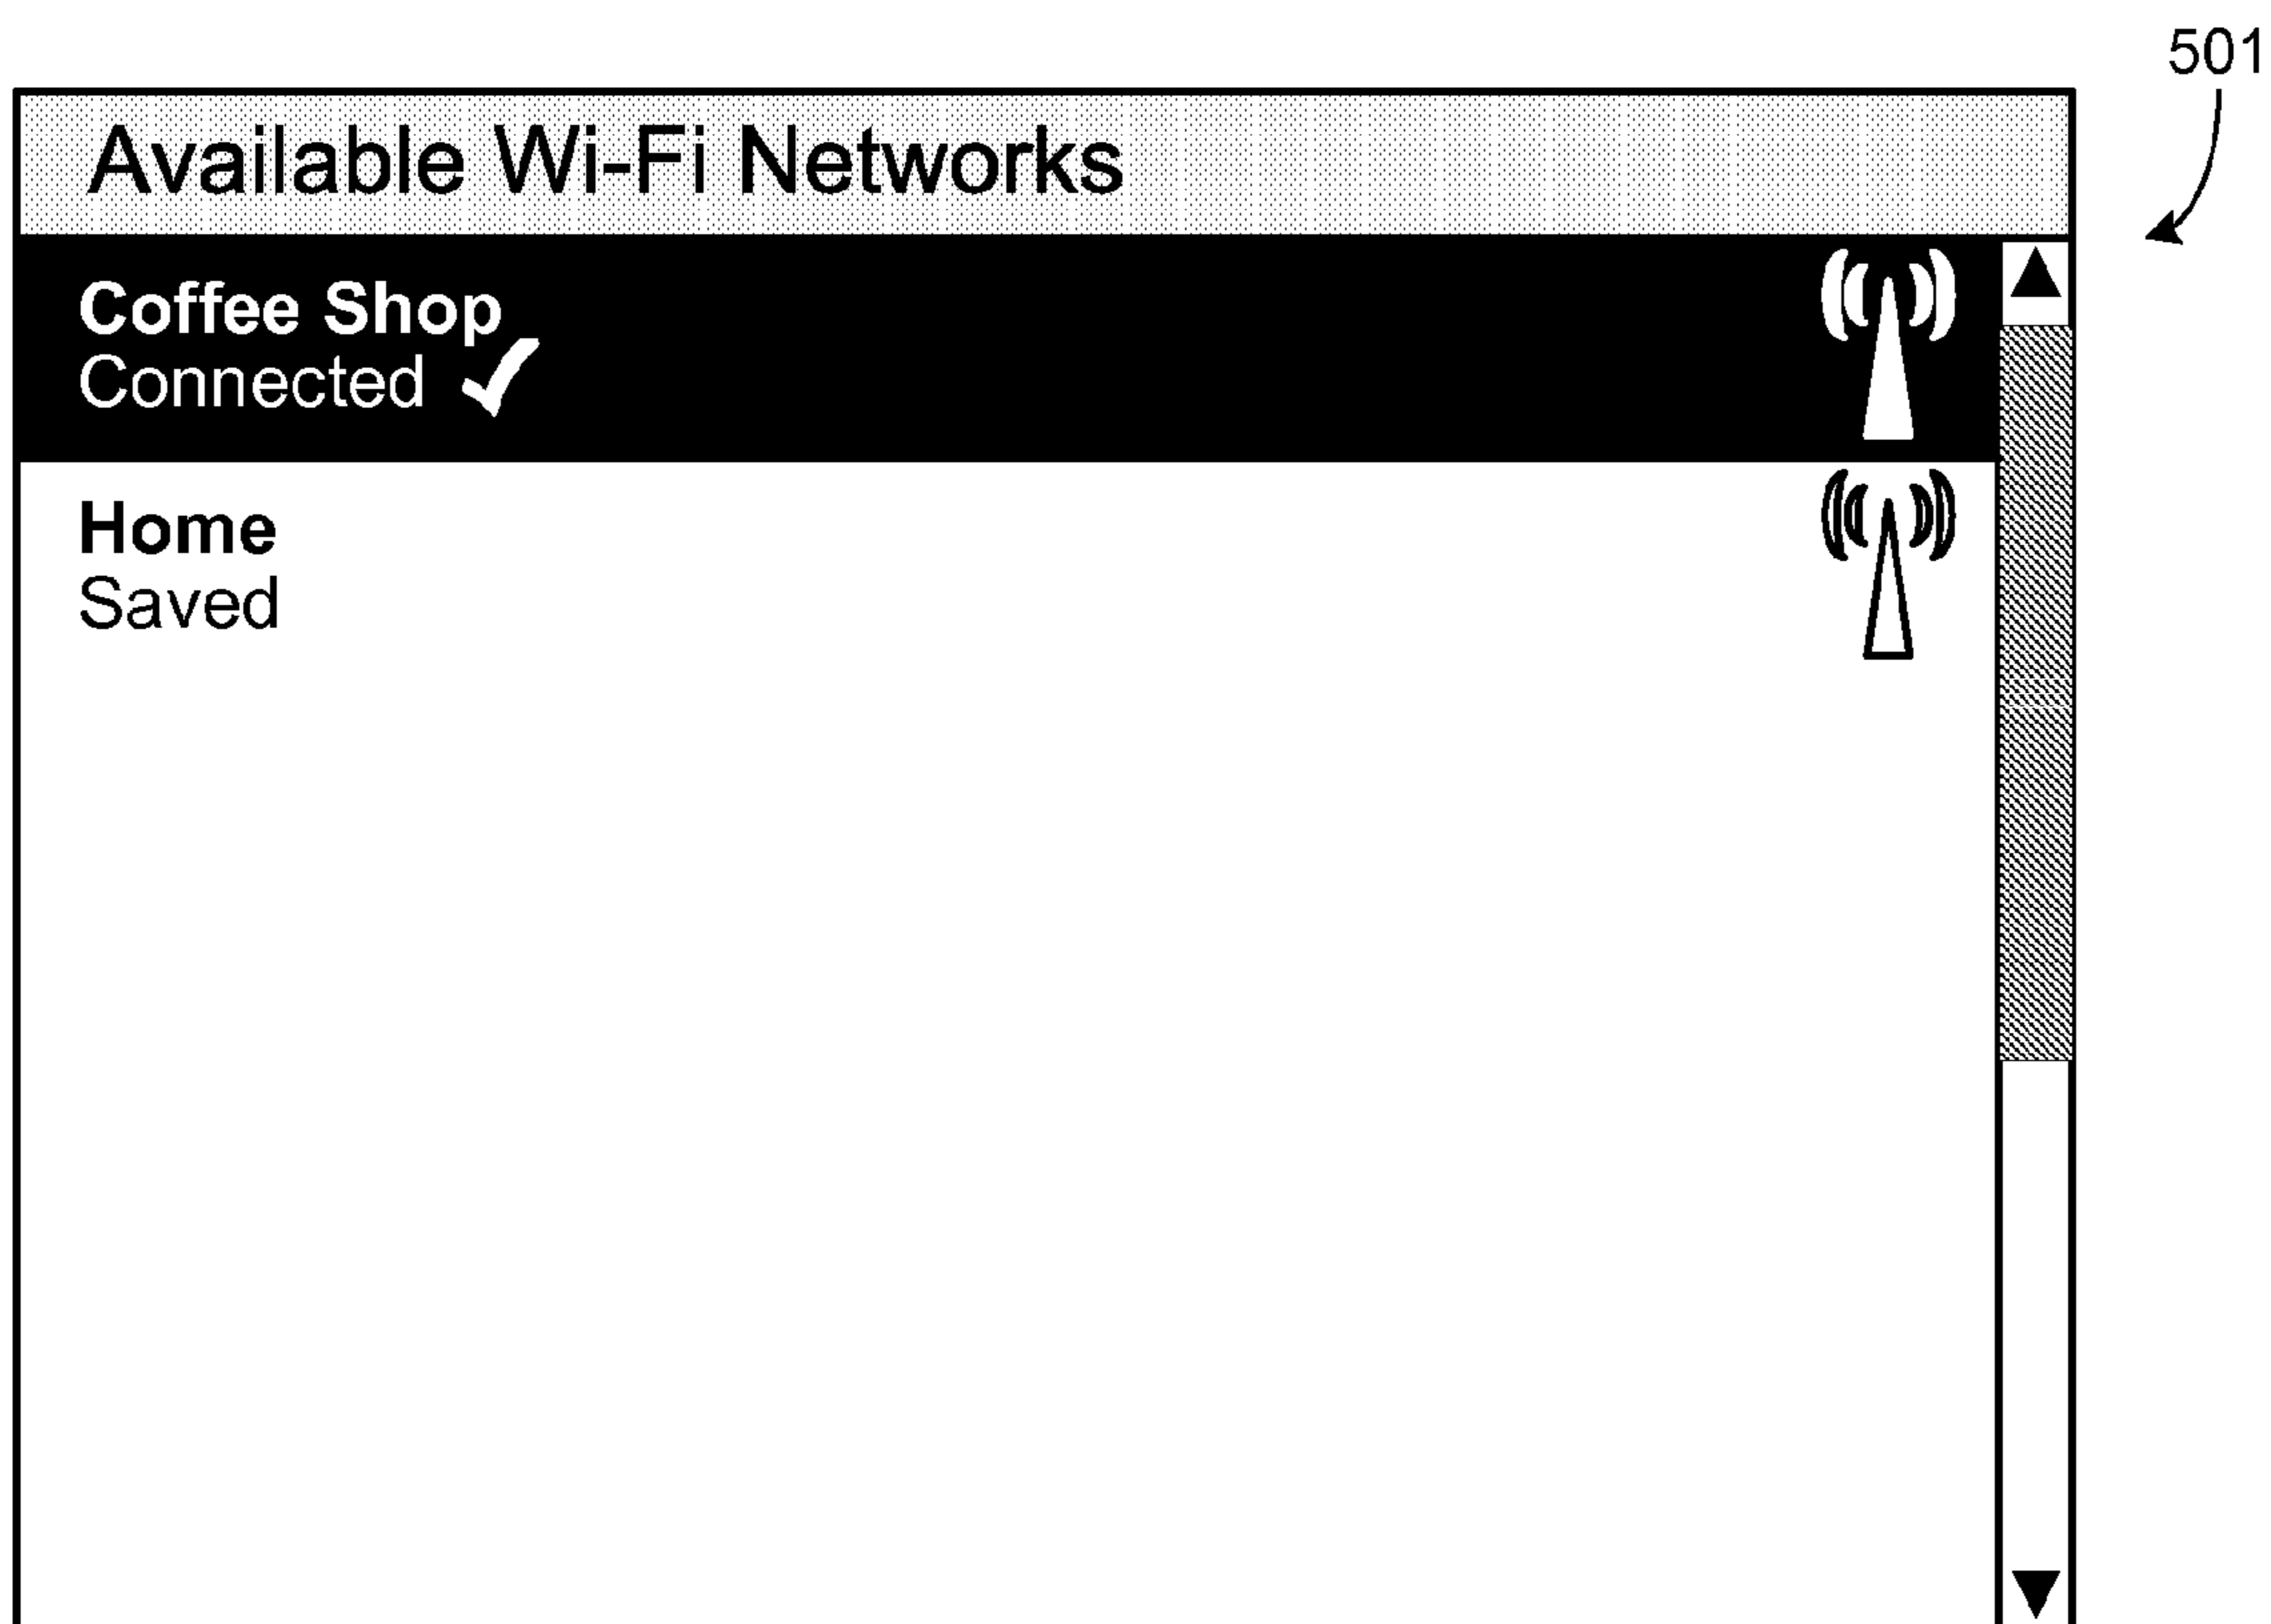 501
Available Wi-Fi Networks
Coffee Shop
Connected
Home
Saved